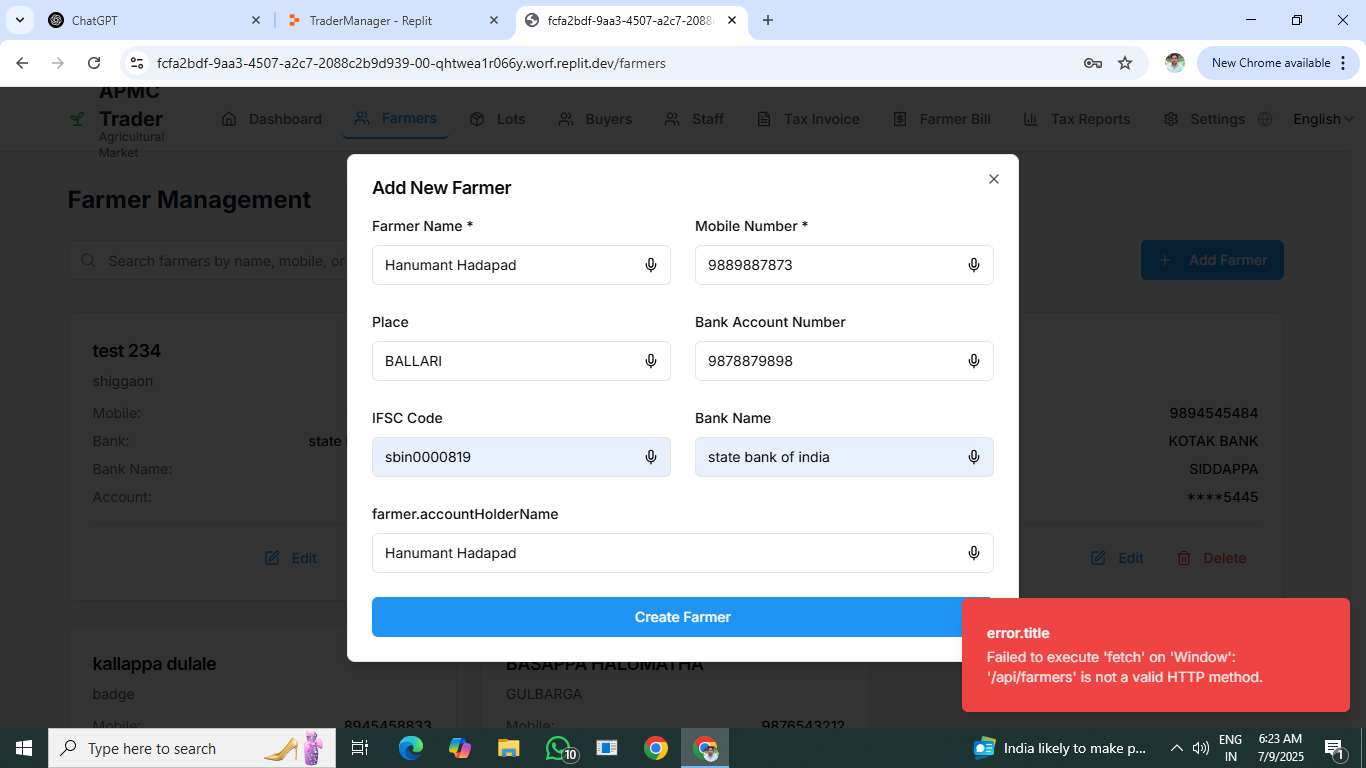 ChatGPT
TraderManager - Replit
fcfa2bdf-9aa3-4507-a2c7-2088
fcfa2bdf-9aa3-4507-a2c7-2088c2b9d939-00-qhtwea1r066y.worf.replit.dev/farmers
New Chrome available
APMC
Trader
Agricultural
Market
Dashboard
Farmers
Lots
Buyers
Staff
Tax Invoice
Farmer Bill
Tax Reports
Settings
English
Farmer Management
Search farmers by name, mobile, or
Add Farmer
Add New Farmer
Farmer Name *
Mobile Number *
Hanumant Hadapad
9889887873
Place
Bank Account Number
BALLARI
9878879898
IFSC Code
Bank Name
sbin0000819
state bank of india
farmer.accountHolderName
Hanumant Hadapad
Create Farmer
test 234
shiggaon
Mobile:
Bank:
state
Bank Name:
Account:
Edit
9894545484
KOTAK BANK
SIDDAPPA
****5445
Edit
Delete
kallappa dulale
badge
Mobile:
8945458833
BASAPPA HALUMATHA
GULBARGA
Mobile:
9876543212
error.title
Failed to execute 'fetch' on 'Window':
'/api/farmers' is not a valid HTTP method.
Type here to search
10
India likely to make p...
ENG
IN
6:23 AM
7/9/2025
1